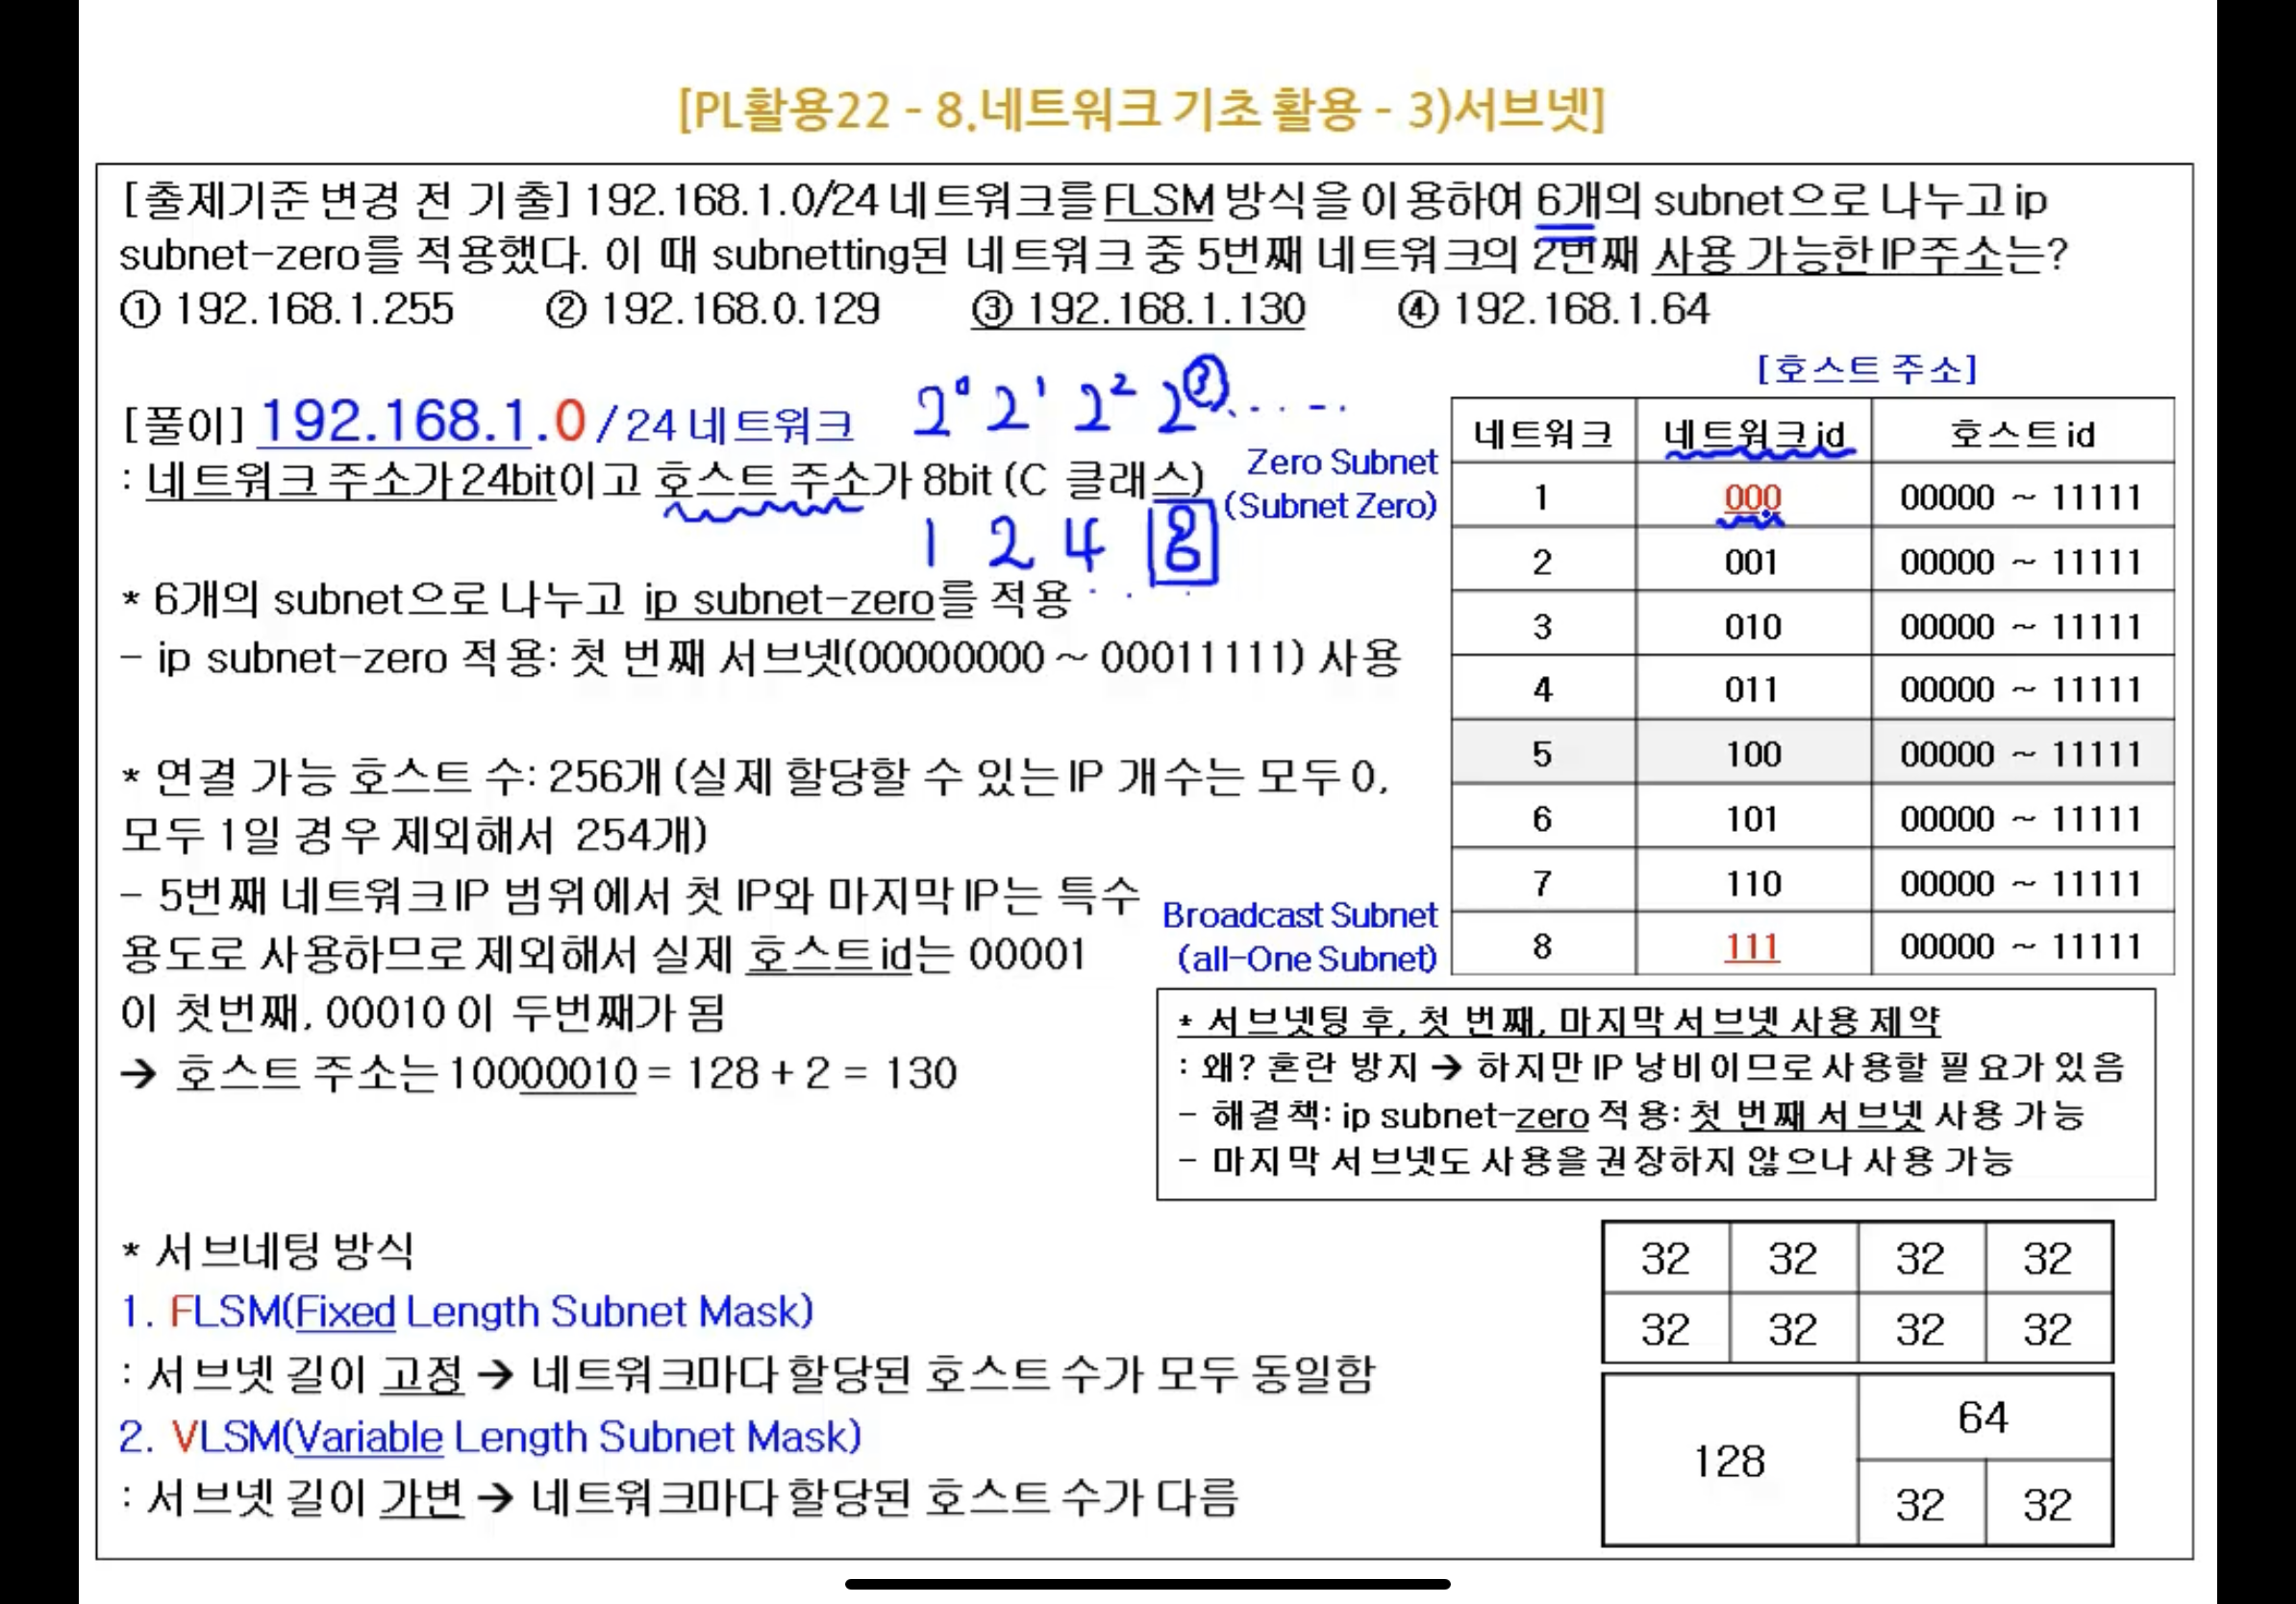 [PL활용22 - 8.네트워크 기초 활용 - 3)서브넷]
[출제기준 변경 전 기출] 192.168.1.0/24 네트워크를 FLSM 방식을 이용하여 6개의 subnet으로 나누고 ip
subnet-zero를 적용했다. 이 때 subnetting된 네트워크 중 5번째 네트워크의 2번째 사용 가능한 IP주소는?
① 192.168.1.255 ② 192.168.0.129 ③ 192.168.1.130 ④ 192.168.1.64
2⁰ 2¹ 2² 2³ . . . - .
[풀이] 192.168.1.0 /24 네트워크
: 네트워크 주소가 24bit이고 호스트 주소가 8bit (C 클래스)
1 2 4 8
* 6개의 subnet으로 나누고 ip subnet-zero를 적용
- ip subnet-zero 적용: 첫 번째 서브넷(00000000 ~ 00011111) 사용
* 연결 가능 호스트 수: 256개 (실제 할당할 수 있는 IP 개수는 모두 0,
모두 1일 경우 제외해서 254개)
- 5번째 네트워크 IP 범위에서 첫 IP와 마지막 IP는 특수
용도로 사용하므로 제외해서 실제 호스트 id는 00001
이 첫번째, 00010 이 두번째가 됨
→ 호스트 주소는 10000010 = 128 + 2 = 130
[호스트 주소]
네트워크 네트워크 id 호스트 id
Zero Subnet
(Subnet Zero)
1 000 00000 ~ 11111
2 001 00000 ~ 11111
3 010 00000 ~ 11111
4 011 00000 ~ 11111
5 100 00000 ~ 11111
6 101 00000 ~ 11111
7 110 00000 ~ 11111
Broadcast Subnet
(all-One Subnet)
8 111 00000 ~ 11111
* 서브넷팅 후, 첫 번째, 마지막 서브넷 사용 제약
: 왜? 혼란 방지 → 하지만 IP 낭비이므로 사용할 필요가 있음
- 해결책: ip subnet-zero 적용: 첫 번째 서브넷 사용 가능
- 마지막 서브넷도 사용을 권장하지 않으나 사용 가능
* 서브네팅 방식
1. FLSM(Fixed Length Subnet Mask)
: 서브넷 길이 고정 → 네트워크마다 할당된 호스트 수가 모두 동일함
2. VLSM(Variable Length Subnet Mask)
: 서브넷 길이 가변 → 네트워크마다 할당된 호스트 수가 다름
32 32 32 32
32 32 32 32
128 64
32 32